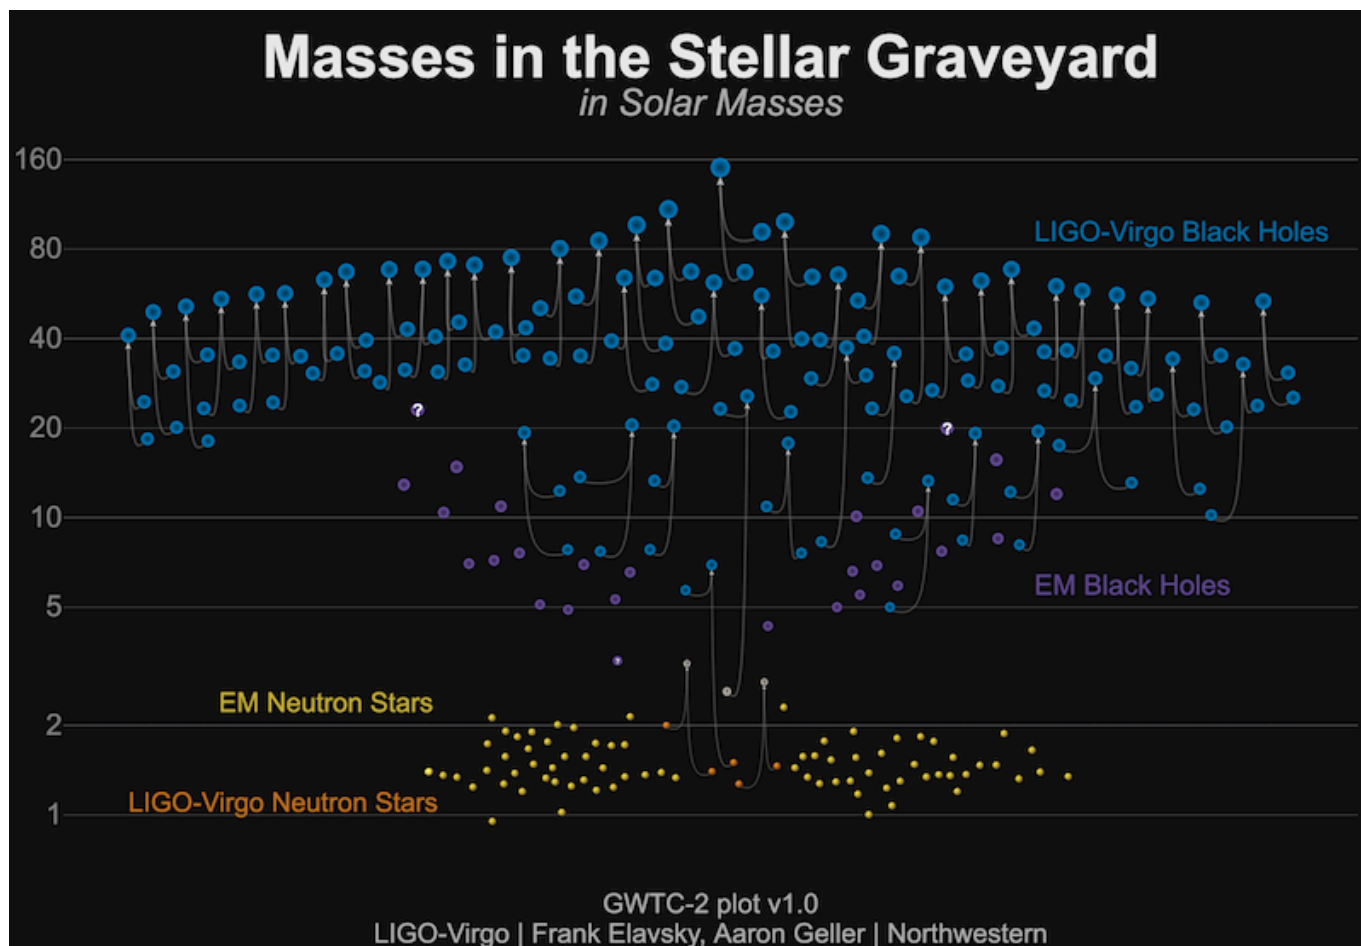 Masses in the Stellar Graveyard
in Solar Masses
160
LIGO-Virgo Black Holes
80
40
?
20
?
10
EM Black Holes
5
EM Neutron Stars
2
LIGO-Virgo Neutron Stars
1
GWTC-2 plot v1.0
LIGO-Virgo | Frank Elavsky, Aaron Geller | Northwestern